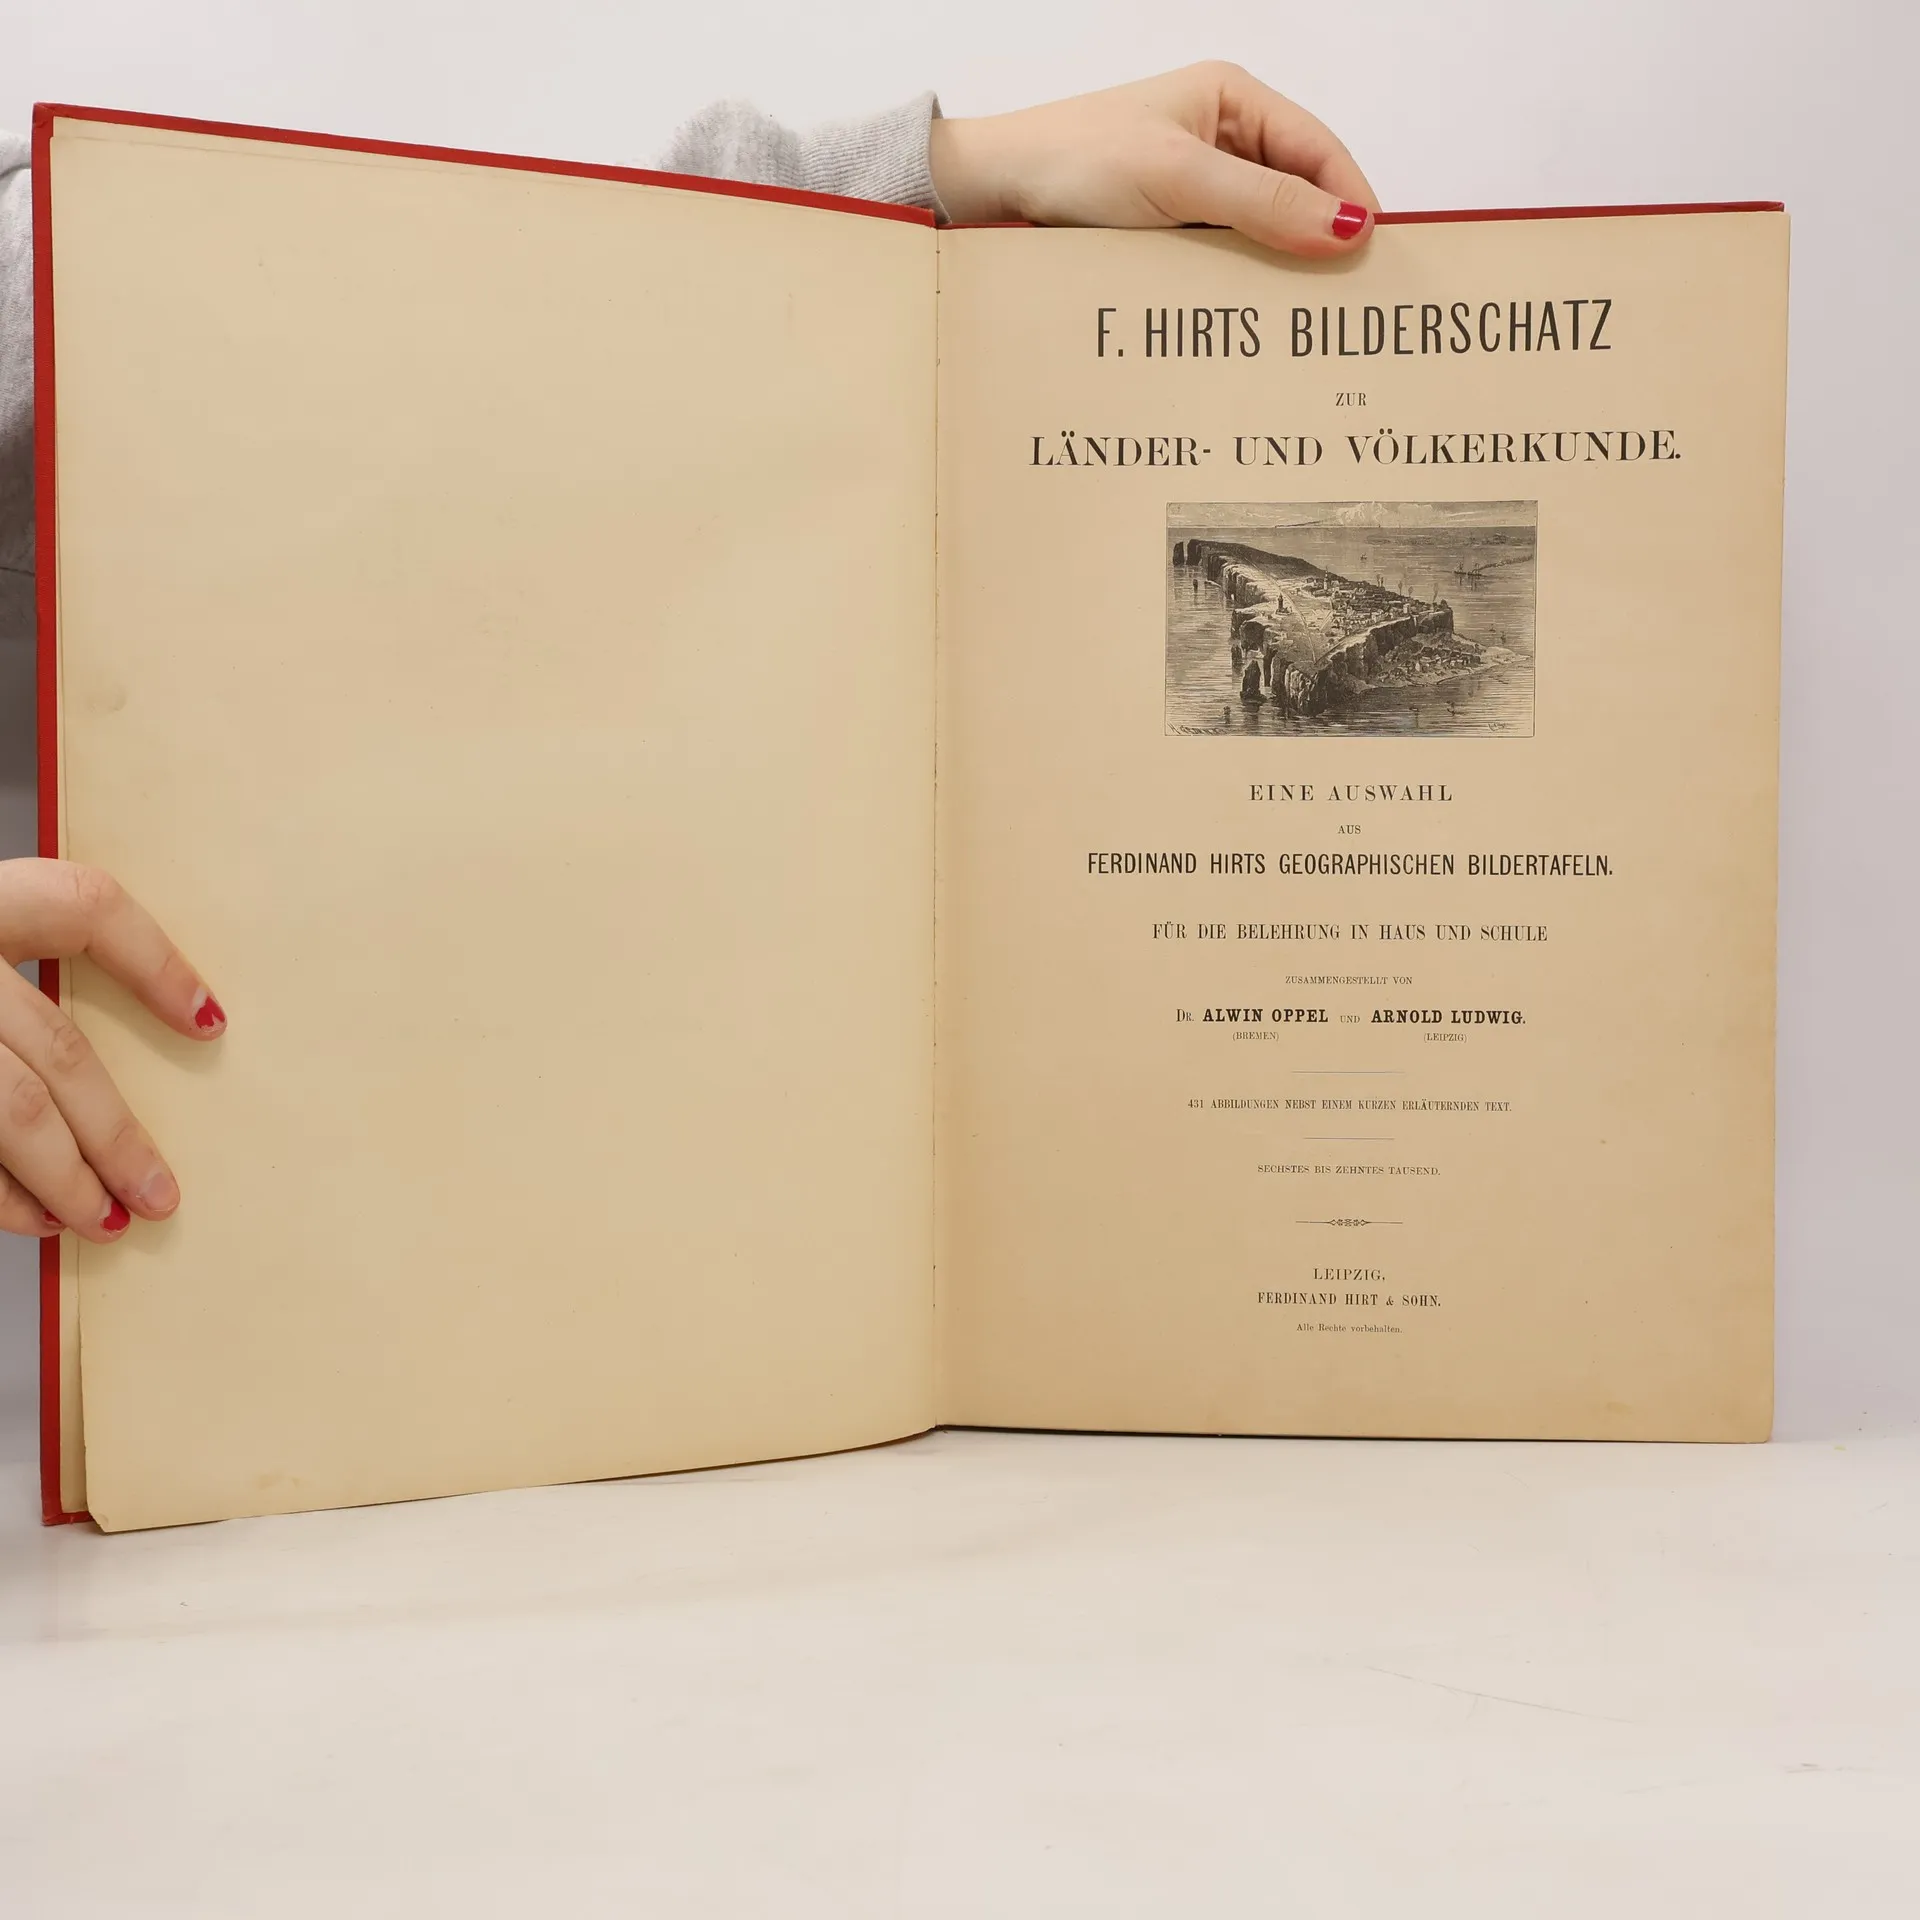 F. HIRTS BILDERSCHATZ
ZUR
LÄNDER- UND VÖLKERKUNDE.
EINE AUSWAHL
AUS
FERDINAND HIRTS GEOGRAPHISCHEN BILDERTAFELN.
FÜR DIE BELEHRUNG IN HAUS UND SCHULE
ZUSAMMENGESTELLT VON
DR. ALWIN OPPEL UND ARNOLD LUDWIG.
(BREMEN) (LEIPZIG)
431 ABBILDUNGEN NEBST EINEM KURZEN ERLÄUTERNDEN TEXT.
SECHSTES BIS ZEHNTES TAUSEND.
LEIPZIG,
FERDINAND HIRT & SOHN.
Alle Rechte vorbehalten.